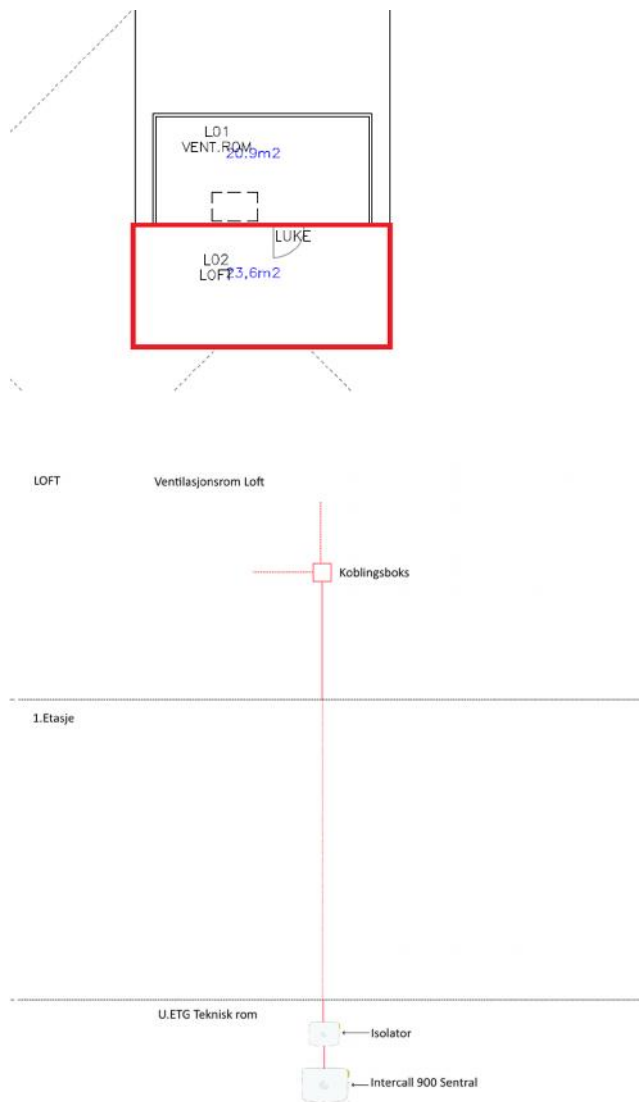 L01
VENT.ROM
20.9m2
LUKE
L02
LOFT
23,6m2
LOFT
Ventilasjonsrom Loft
Koblingsboks
1.Etasje
U.ETG Teknisk rom
Isolator
Intercall 900 Sentral